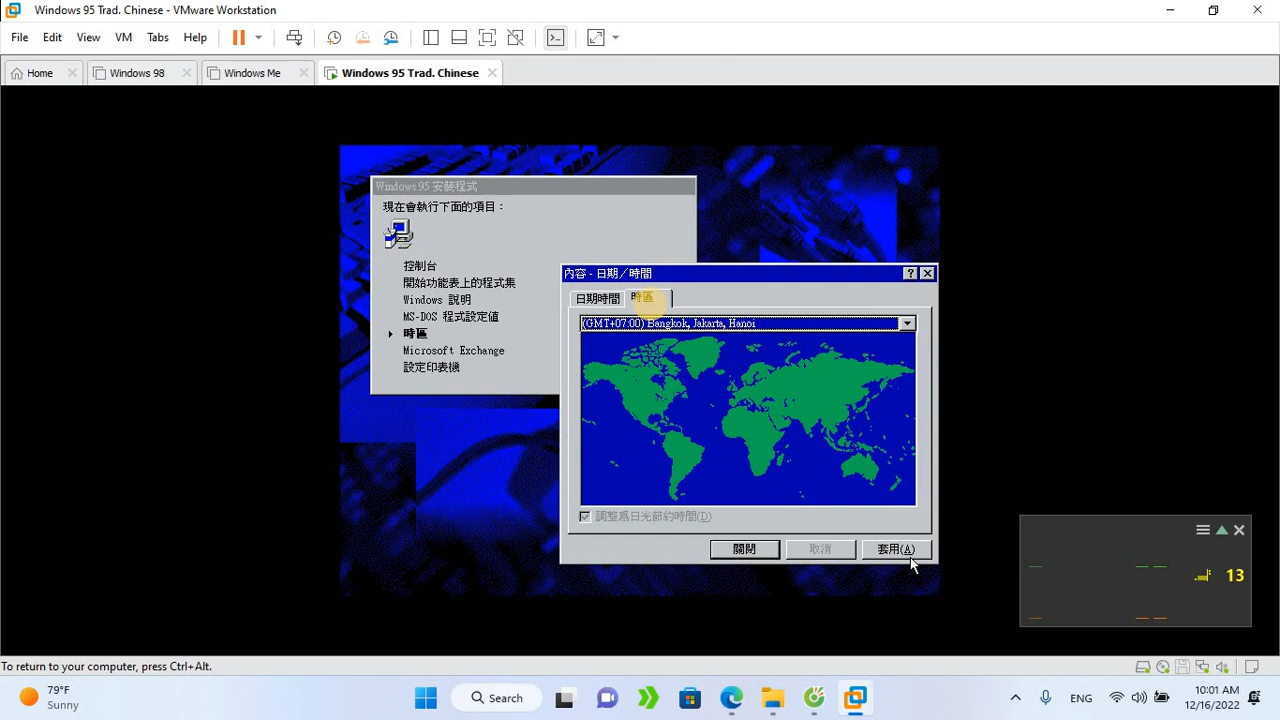 Windows 95 Trad. Chinese - VMware Workstation
File Edit View VM Tabs Help
Home Windows 98 Windows Me Windows 95 Trad. Chinese
Windows 95 安裝程式
現在會執行下面的項目：
控制台
開始功能表上的程式集
Windows 說明
MS-DOS 程式設定值
時區
Microsoft Exchange
設定印表機
內容 - 日期／時間
日期時間 時區
(GMT+07:00) Bangkok, Jakarta, Hanoi
調整為日光節約時間(D)
關閉 取消 套用(A)
13
To return to your computer, press Ctrl+Alt.
79°F
Sunny
Search
ENG
10:01 AM
12/16/2022